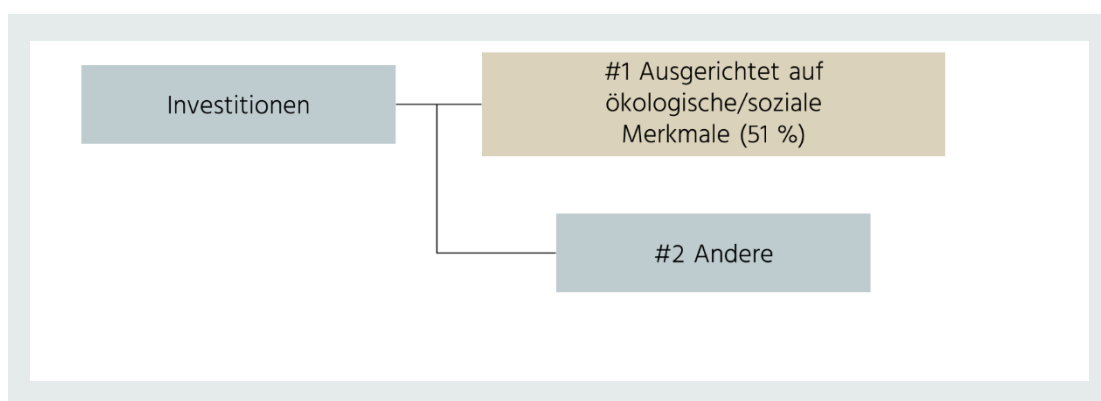 Investitionen
#1 Ausgerichtet auf
ökologische/soziale
Merkmale (51 %)
#2 Andere